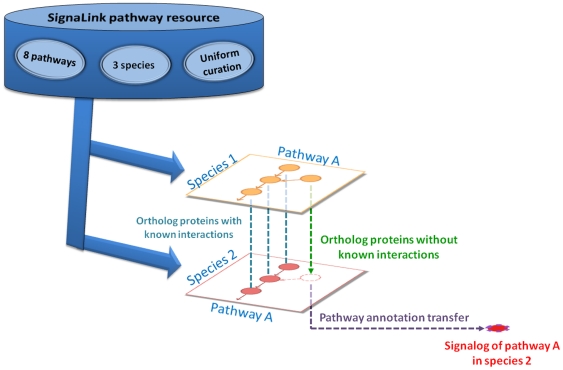 SignaLink pathway resource
8 pathways
3 species
Uniform
curation
Species 1
Pathway A
Ortholog proteins with
known interactions
Ortholog proteins without
known interactions
Species 2
Pathway A
Pathway annotation transfer
Signalog of pathway A
in species 2